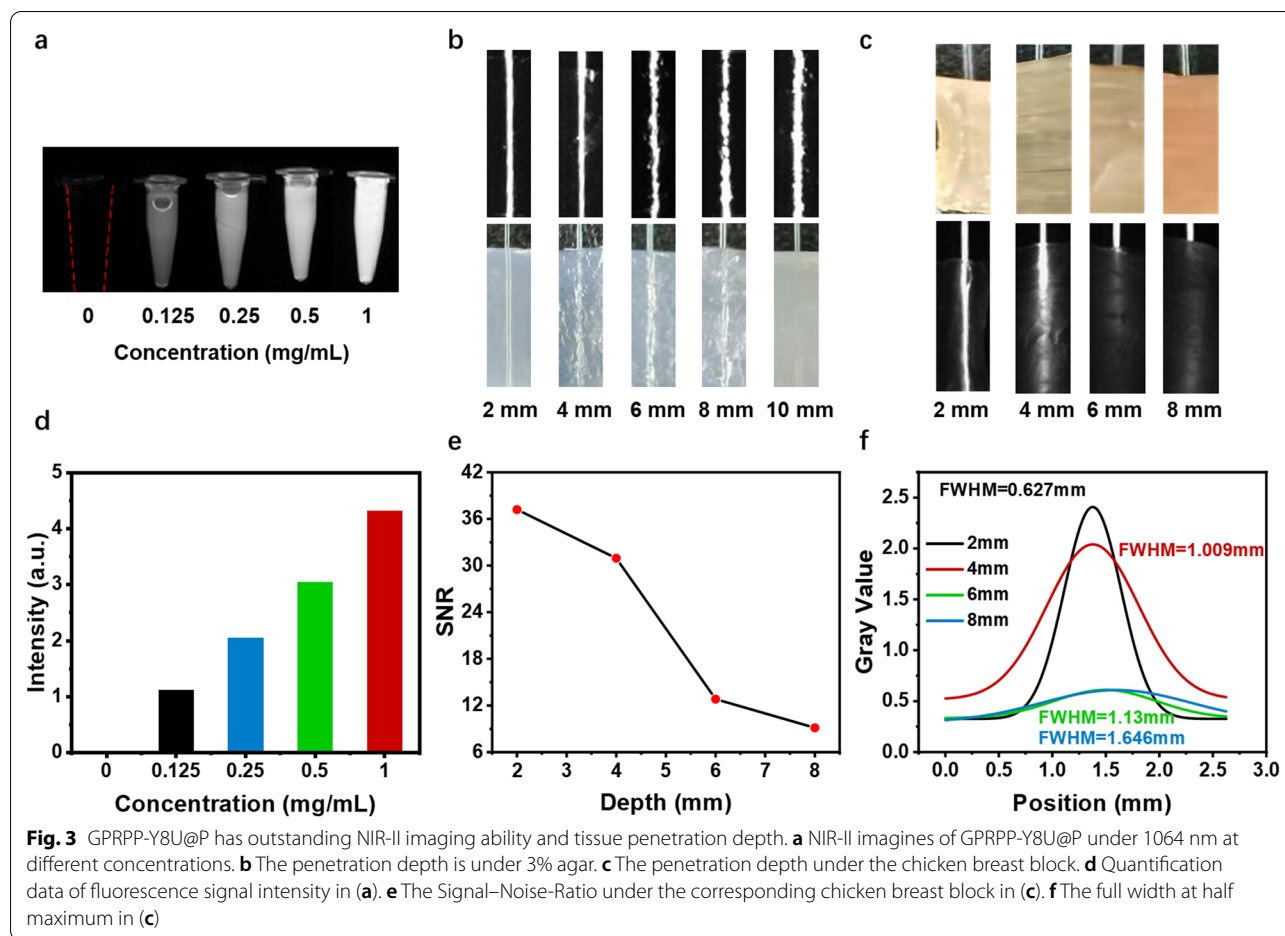 a
0 0.125 0.25 0.5 1
Concentration (mg/mL)
b
2 mm 4 mm 6 mm 8 mm 10 mm
c
2 mm 4 mm 6 mm 8 mm
d
5
4
3
2
1
0
Intensity (a.u.)
0 0.125 0.25 0.5 1
Concentration (mg/mL)
e
42
36
30
24
18
12
6
SNR
2 3 4 5 6 7 8
Depth (mm)
f
FWHM=0.627mm
2.5
2.0
1.5
1.0
0.5
0.0
Gray Value
2mm
4mm
6mm
8mm
FWHM=1.009mm
FWHM=1.13mm
FWHM=1.646mm
0.0 0.5 1.0 1.5 2.0 2.5 3.0
Position (mm)
Fig. 3 GPRPP-Y8U@P has outstanding NIR-II imaging ability and tissue penetration depth. a NIR-II imagines of GPRPP-Y8U@P under 1064 nm at
different concentrations. b The penetration depth is under 3% agar. c The penetration depth under the chicken breast block. d Quantification
data of fluorescence signal intensity in (a). e The Signal–Noise-Ratio under the corresponding chicken breast block in (c). f The full width at half
maximum in (c)